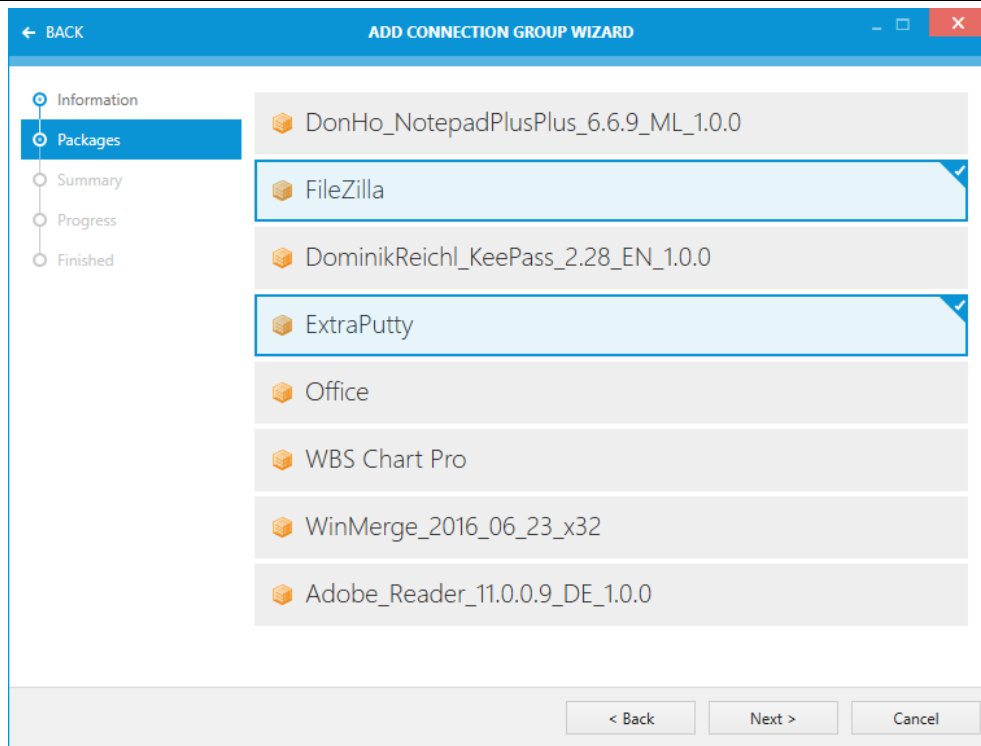 ← BACK
ADD CONNECTION GROUP WIZARD
Information
Packages
Summary
Progress
Finished
DonHo_NotepadPlusPlus_6.6.9_ML_1.0.0
FileZilla
DominikReichl_KeePass_2.28_EN_1.0.0
ExtraPutty
Office
WBS Chart Pro
WinMerge_2016_06_23_x32
Adobe_Reader_11.0.0.9_DE_1.0.0
< Back
Next >
Cancel